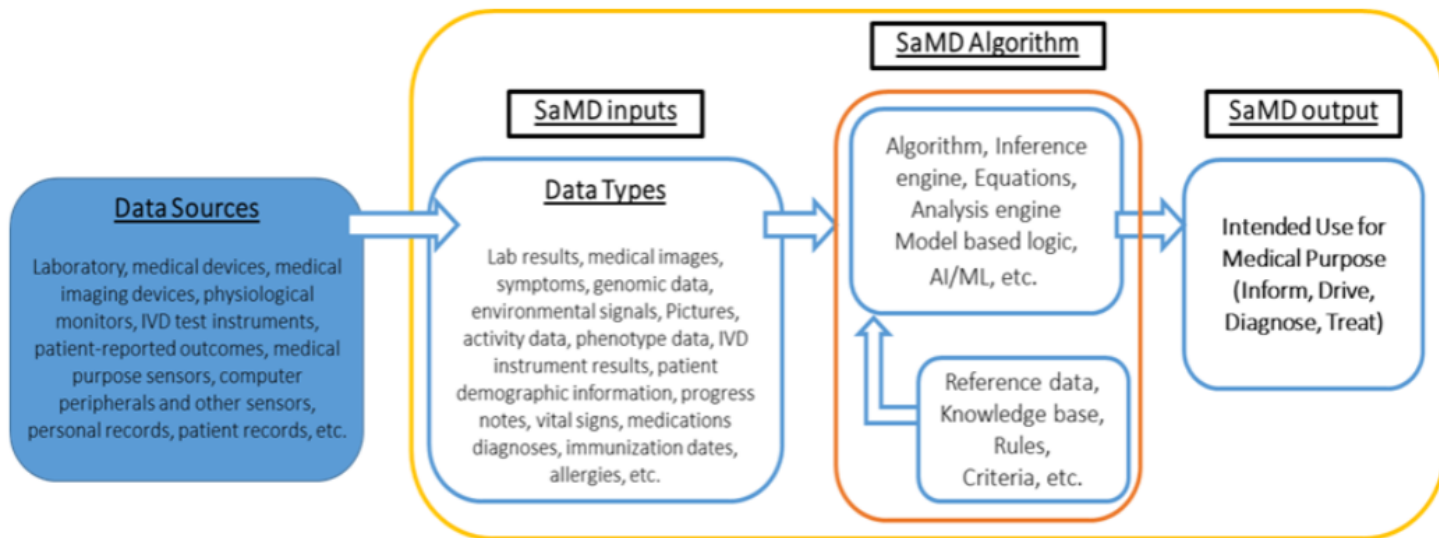 Data Sources
Laboratory, medical devices, medical
imaging devices, physiological
monitors, IVD test instruments,
patient-reported outcomes, medical
purpose sensors, computer
peripherals and other sensors,
personal records, patient records, etc.
SaMD inputs
Data Types
Lab results, medical images,
symptoms, genomic data,
environmental signals, Pictures,
activity data, phenotype data, IVD
instrument results, patient
demographic information, progress
notes, vital signs, medications
diagnoses, immunization dates,
allergies, etc.
SaMD Algorithm
Algorithm, Inference
engine, Equations,
Analysis engine
Model based logic,
AI/ML, etc.
Reference data,
Knowledge base,
Rules,
Criteria, etc.
SaMD output
Intended Use for
Medical Purpose
(Inform, Drive,
Diagnose, Treat)